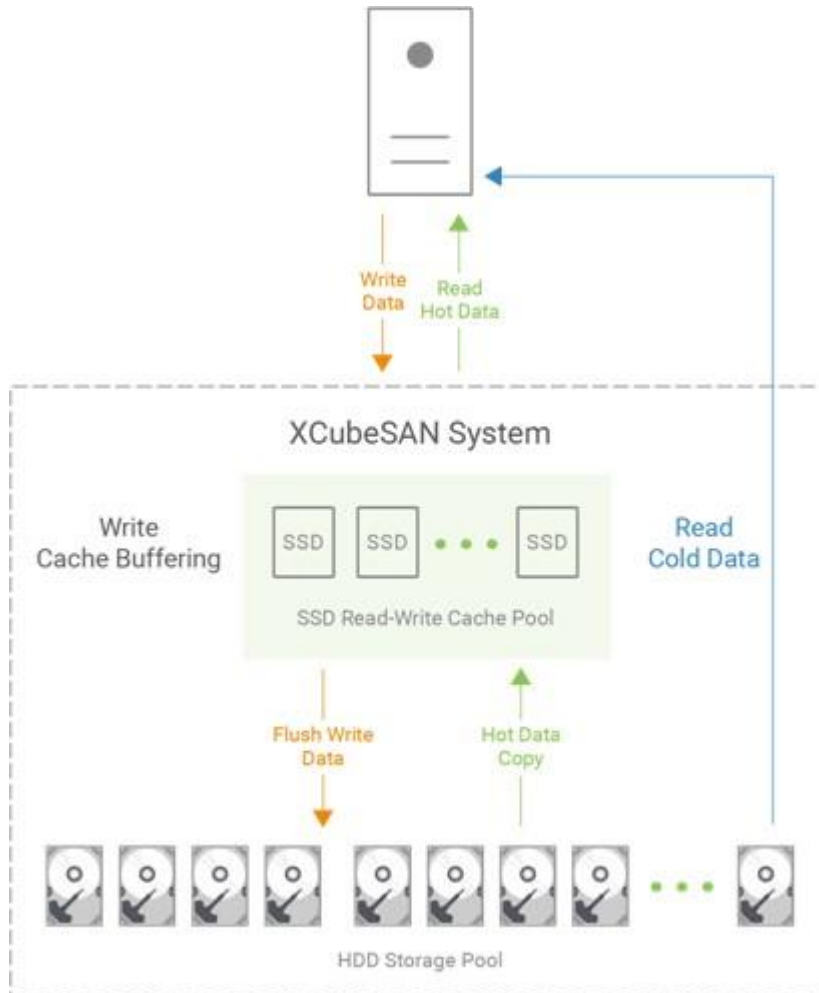 Write
Data
Read
Hot Data
XCubeSAN System
Write
Cache Buffering
SSD
SSD
SSD
SSD Read-Write Cache Pool
Read
Cold Data
Flush Write
Data
Hot Data
Copy
HDD Storage Pool